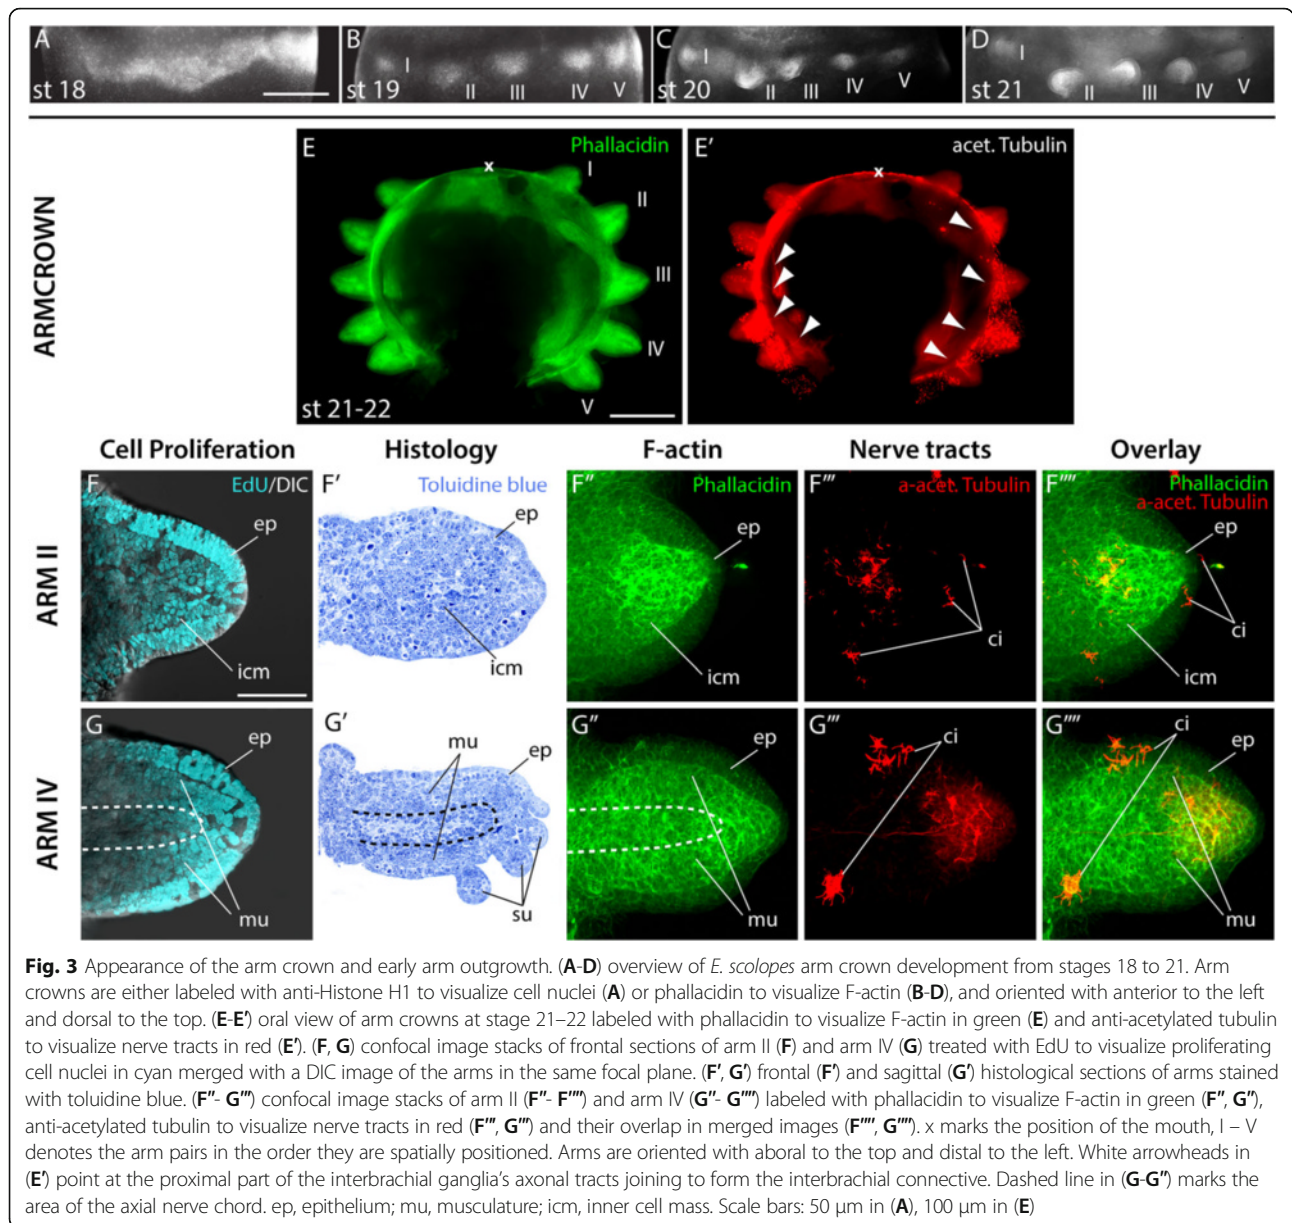 A B C D
I I I
st 18 st 19 II III IV V st 20 II III IV V st 21 II III IV V
ARMCROWN
E Phallacidin E' acet. Tubulin
x x
I
II
III
IV
V
st 21-22
Cell Proliferation Histology F-actin Nerve tracts Overlay
ARM II
F EdU/DIC F' Toluidine blue F'' Phallacidin F''' a-acet. Tubulin F'''' Phallacidin
a-acet. Tubulin
ep ep ep ep
ci ci
icm icm icm icm
ARM IV
G G' G'' G''' G''''
ep mu ep ep ci ci ep
mu su mu mu
Fig. 3 Appearance of the arm crown and early arm outgrowth. (A-D) overview of E. scolopes arm crown development from stages 18 to 21. Arm
crowns are either labeled with anti-Histone H1 to visualize cell nuclei (A) or phallacidin to visualize F-actin (B-D), and oriented with anterior to the left
and dorsal to the top. (E-E') oral view of arm crowns at stage 21–22 labeled with phallacidin to visualize F-actin in green (E) and anti-acetylated tubulin
to visualize nerve tracts in red (E'). (F, G) confocal image stacks of frontal sections of arm II (F) and arm IV (G) treated with EdU to visualize proliferating
cell nuclei in cyan merged with a DIC image of the arms in the same focal plane. (F', G') frontal (F') and sagittal (G') histological sections of arms stained
with toluidine blue. (F''- G''') confocal image stacks of arm II (F''- F'''') and arm IV (G''- G'''') labeled with phallacidin to visualize F-actin in green (F'', G''),
anti-acetylated tubulin to visualize nerve tracts in red (F''', G''') and their overlap in merged images (F'''', G''''). x marks the position of the mouth, I – V
denotes the arm pairs in the order they are spatially positioned. Arms are oriented with aboral to the top and distal to the left. White arrowheads in
(E') point at the proximal part of the interbrachial ganglia's axonal tracts joining to form the interbrachial connective. Dashed line in (G-G'') marks the
area of the axial nerve chord. ep, epithelium; mu, musculature; icm, inner cell mass. Scale bars: 50 μm in (A), 100 μm in (E)